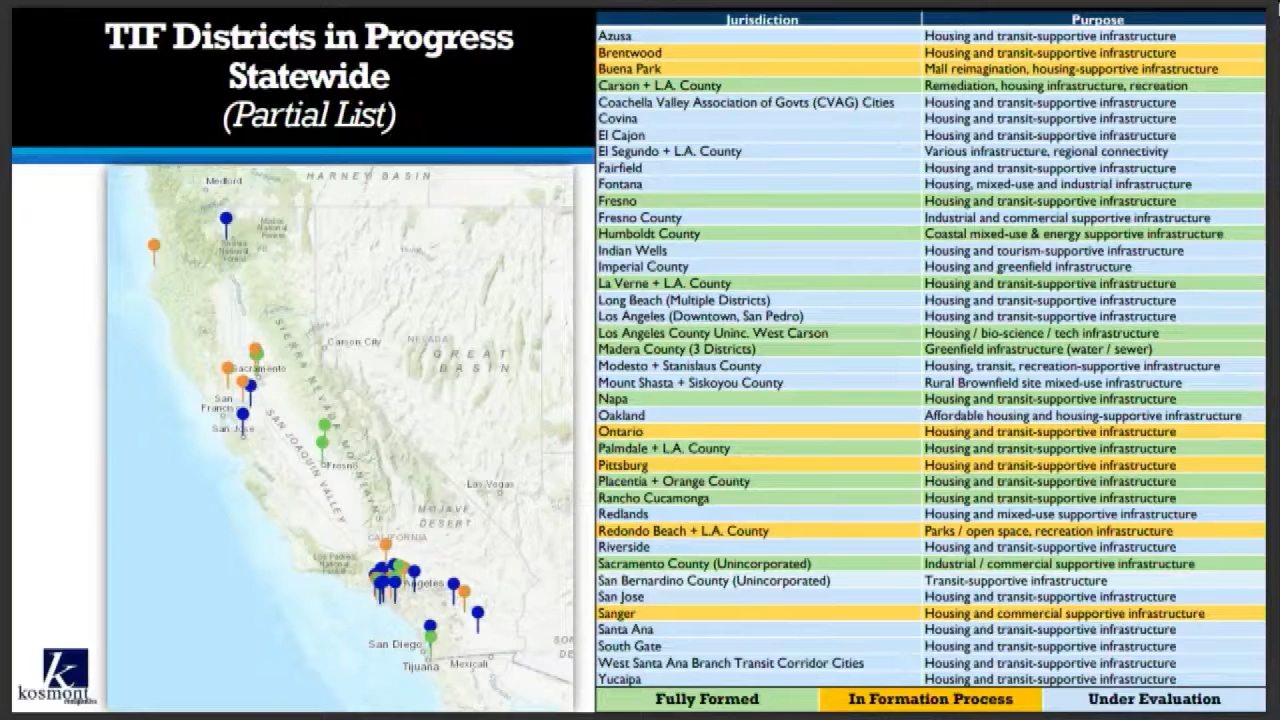 TIF Districts in Progress
Statewide
(Partial List)
Medford
HARNEY BASIN
Carson City
NEVADA
GREAT
BASIN
SIERRA NEVADA MOUNTAINS
Sacramento
San
Francis
San Jose
SAN JOAQUIN VALLEY
Fresno
Las Vegas
MOJAVE
DESERT
CALIFORNIA
Los Padres
Angeles
San Diego
Tijuana
Mexicali
kosmont
Jurisdiction Purpose
Azusa Housing and transit-supportive infrastructure
Brentwood Housing and transit-supportive infrastructure
Buena Park Mall reimagination, housing-supportive infrastructure
Carson + L.A. County Remediation, housing infrastructure, recreation
Coachella Valley Association of Govts (CVAG) Cities Housing and transit-supportive infrastructure
Covina Housing and transit-supportive infrastructure
El Cajon Housing and transit-supportive infrastructure
El Segundo + L.A. County Various infrastructure, regional connectivity
Fairfield Housing and transit-supportive infrastructure
Fontana Housing, mixed-use and industrial infrastructure
Fresno Housing and transit-supportive infrastructure
Fresno County Industrial and commercial supportive infrastructure
Humboldt County Coastal mixed-use & energy supportive infrastructure
Indian Wells Housing and tourism-supportive infrastructure
Imperial County Housing and greenfield infrastructure
La Verne + L.A. County Housing and transit-supportive infrastructure
Long Beach (Multiple Districts) Housing and transit-supportive infrastructure
Los Angeles (Downtown, San Pedro) Housing and transit-supportive infrastructure
Los Angeles County Uninc. West Carson Housing / bio-science / tech infrastructure
Madera County (3 Districts) Greenfield infrastructure (water / sewer)
Modesto + Stanislaus County Housing, transit, recreation-supportive infrastructure
Mount Shasta + Siskoyou County Rural Brownfield site mixed-use infrastructure
Napa Housing and transit-supportive infrastructure
Oakland Affordable housing and housing-supportive infrastructure
Ontario Housing and transit-supportive infrastructure
Palmdale + L.A. County Housing and transit-supportive infrastructure
Pittsburg Housing and transit-supportive infrastructure
Placentia + Orange County Housing and transit-supportive infrastructure
Rancho Cucamonga Housing and transit-supportive infrastructure
Redlands Housing and mixed-use supportive infrastructure
Redondo Beach + L.A. County Parks / open space, recreation infrastructure
Riverside Housing and transit-supportive infrastructure
Sacramento County (Unincorporated) Industrial / commercial supportive infrastructure
San Bernardino County (Unincorporated) Transit-supportive infrastructure
San Jose Housing and transit-supportive infrastructure
Sanger Housing and commercial supportive infrastructure
Santa Ana Housing and transit-supportive infrastructure
South Gate Housing and transit-supportive infrastructure
West Santa Ana Branch Transit Corridor Cities Housing and transit-supportive infrastructure
Yucaipa Housing and transit-supportive infrastructure
Fully Formed In Formation Process Under Evaluation